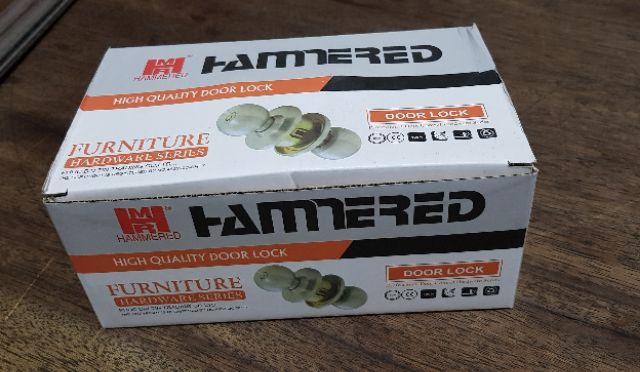 HAMMERED
HAMMERED
HIGH QUALITY DOOR LOCK
DOOR LOCK
FURNITURE
HARDWARE SERIES
HAMMERED
HAMMERED
HIGH QUALITY DOOR LOCK
DOOR LOCK
FURNITURE
HARDWARE SERIES